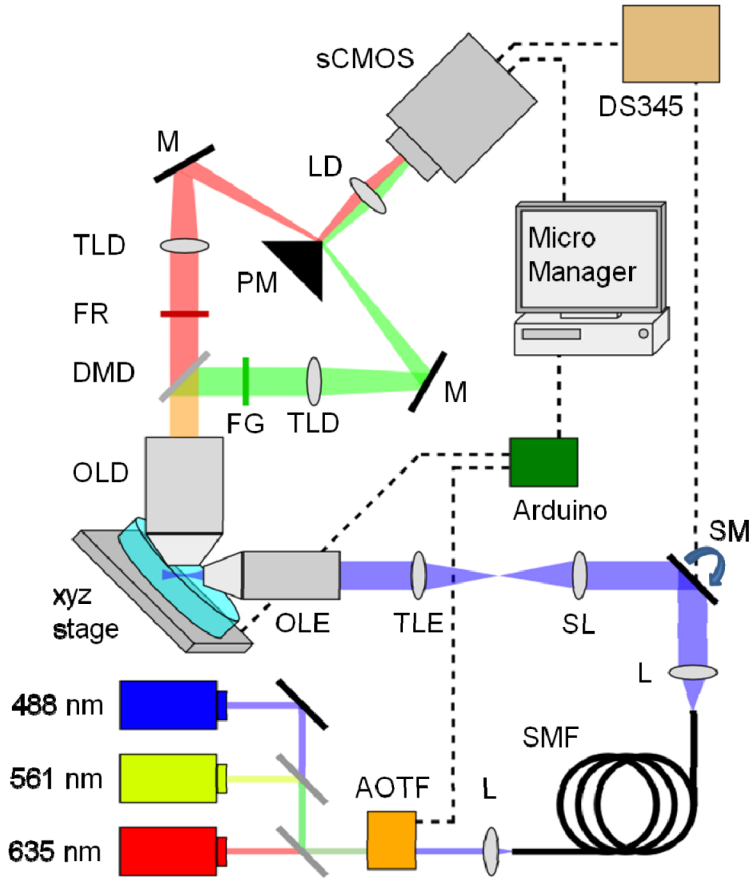 sCMOS
DS345
M
LD
TLD
PM
Micro
Manager
FR
DMD
FG
TLD
M
OLD
Arduino
SM
xyz
stage
OLE
TLE
SL
L
488 nm
SMF
561 nm
AOTF
L
635 nm